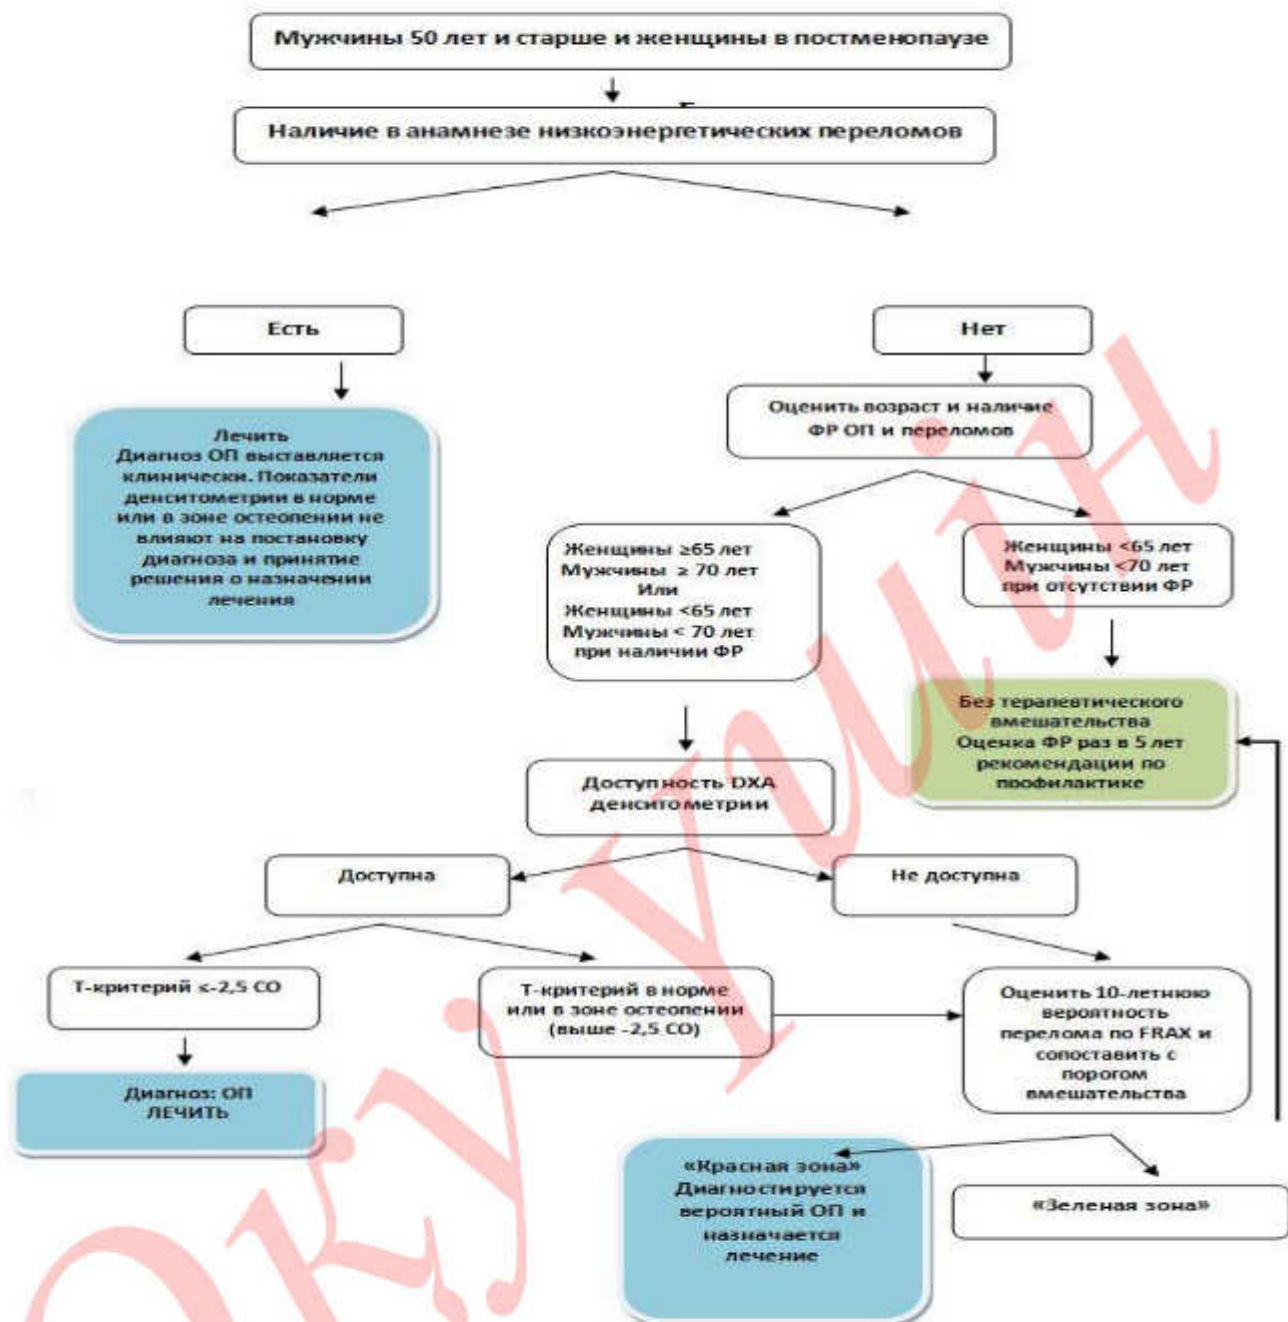 Мужчины 50 лет и старше и женщины в постменопаузе
Наличие в анамнезе низкоэнергетических переломов
Есть
Нет
Лечить
Диагноз ОП выставляется
клинически. Показатели
денситометрии в норме
или в зоне остеопении не
влияют на постановку
диагноза и принятие
решения о назначении
лечения
Оценить возраст и наличие
ФР ОП и переломов
Женщины ≥65 лет
Мужчины ≥ 70 лет
Или
Женщины <65 лет
Мужчины < 70 лет
при наличии ФР
Женщины <65 лет
Мужчины <70 лет
при отсутствии ФР
Без терапевтического
вмешательства
Оценка ФР раз в 5 лет
рекомендации по
профилактике
Доступность DXA
денситометрии
Доступна
Не доступна
Т-критерий ≤-2,5 СО
Т-критерий в норме
или в зоне остеопении
(выше -2,5 СО)
Оценить 10-летнюю
вероятность
перелома по FRAX и
сопоставить с
порогом
вмешательства
Диагноз: ОП
ЛЕЧИТЬ
«Красная зона»
Диагностируется
вероятный ОП и
назначается
лечение
«Зеленая зона»
Оқу Үшін